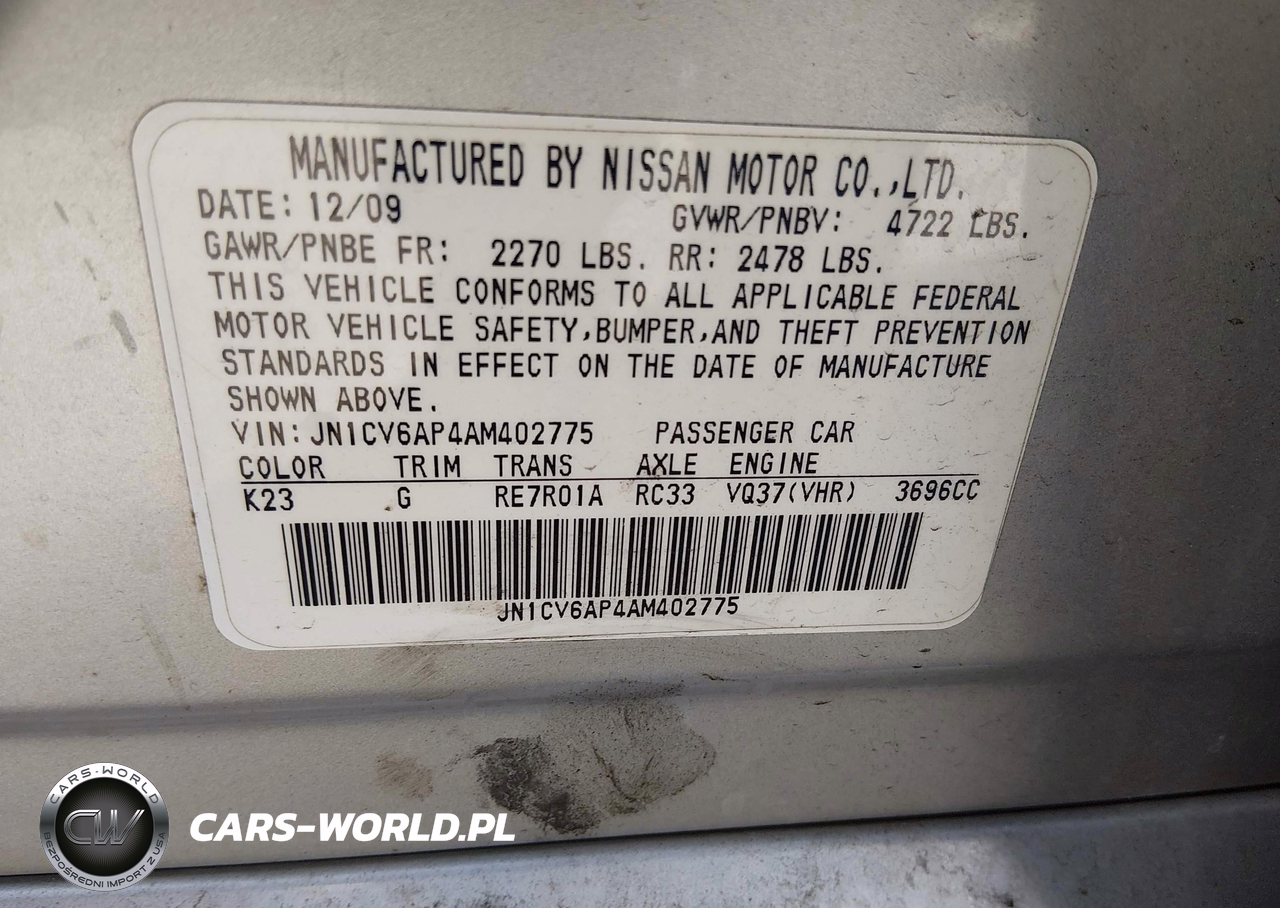 MANUFACTURED BY NISSAN MOTOR CO.,LTD.
DATE: 12/09 GVWR/PNBV: 4722 LBS.
GAWR/PNBE FR: 2270 LBS. RR: 2478 LBS.
THIS VEHICLE CONFORMS TO ALL APPLICABLE FEDERAL
MOTOR VEHICLE SAFETY,BUMPER,AND THEFT PREVENTION
STANDARDS IN EFFECT ON THE DATE OF MANUFACTURE
SHOWN ABOVE.
VIN:JN1CV6AP4AM402775 PASSENGER CAR
COLOR TRIM TRANS AXLE ENGINE
K23 G RE7R01A RC33 VQ37(VHR) 3696CC
JN1CV6AP4AM402775
CARS-WORLD
CW
BEZPOŚREDNI IMPORT Z USA
CARS-WORLD.PL